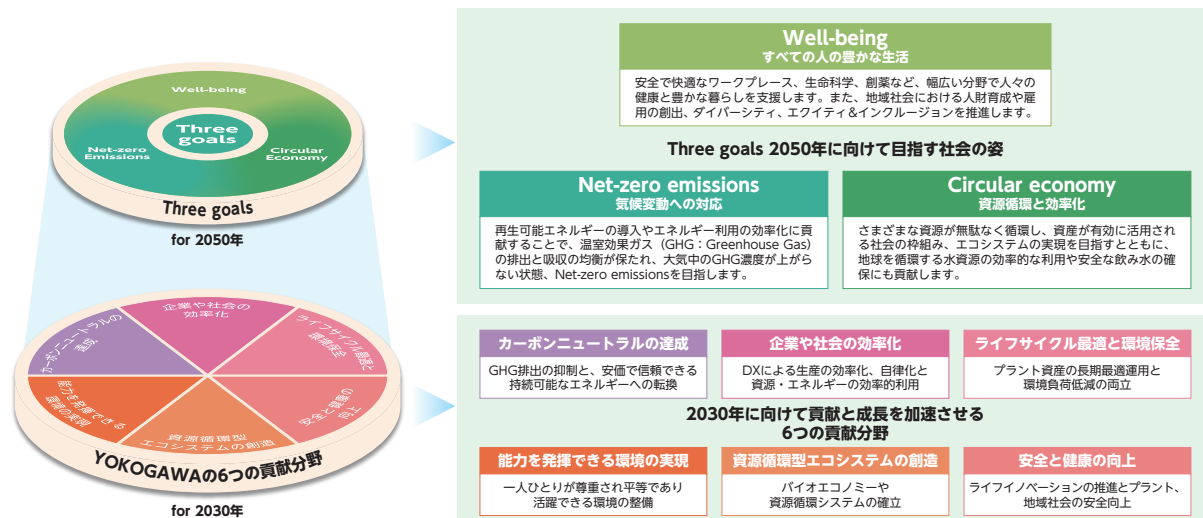 Well-being
Three
goals
Net-zero
Emissions
Circular
Economy
Three goals
for 2050年
企業や社会の
効率化
カーボンニュートラルの
達成
ライフサイクル最適と
環境保全
能力を発揮できる
環境の実現
安全と健康の
向上
資源循環型
エコシステムの創造
YOKOGAWAの6つの貢献分野
for 2030年
Well-being
すべての人の豊かな生活
安全で快適なワークプレース、生命科学、創薬など、幅広い分野で人々の
健康と豊かな暮らしを支援します。また、地域社会における人財育成や雇
用の創出、ダイバーシティ、エクイティ&インクルージョンを推進します。
Three goals 2050年に向けて目指す社会の姿
Net-zero emissions
気候変動への対応
再生可能エネルギーの導入やエネルギー利用の効率化に貢
献することで、温室効果ガス（GHG：Greenhouse Gas）
の排出と吸収の均衡が保たれ、大気中のGHG濃度が上がら
ない状態、Net-zero emissionsを目指します。
Circular economy
資源循環と効率化
さまざまな資源が無駄なく循環し、資産が有効に活用され
る社会の枠組み、エコシステムの実現を目指すとともに、
地球を循環する水資源の効率的な利用や安全な飲み水の確
保にも貢献します。
カーボンニュートラルの達成
GHG排出の抑制と、安価で信頼できる
持続可能なエネルギーへの転換
企業や社会の効率化
DXによる生産の効率化、自律化と
資源・エネルギーの効率的利用
ライフサイクル最適と環境保全
プラント資産の長期最適運用と
環境負荷低減の両立
2030年に向けて貢献と成長を加速させる
6つの貢献分野
能力を発揮できる環境の実現
一人ひとりが尊重され平等であり
活躍できる環境の整備
資源循環型エコシステムの創造
バイオエコノミーや
資源循環システムの確立
安全と健康の向上
ライフイノベーションの推進とプラント、
地域社会の安全向上